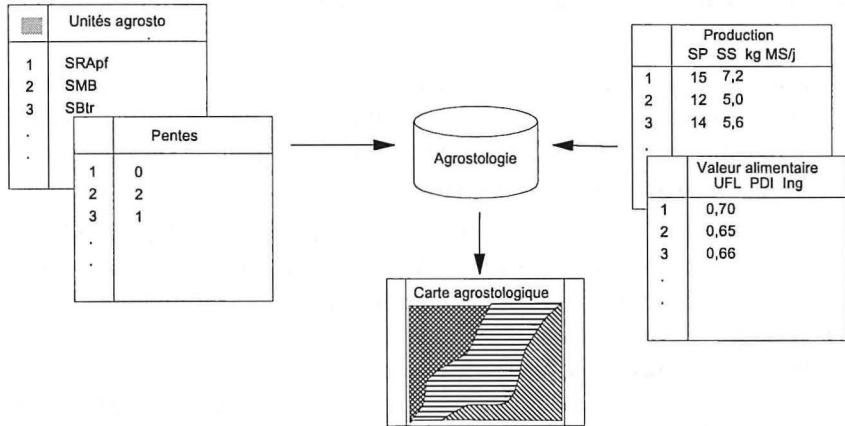 Unités agrosto
1 SRApf
2 SMB
3 SBtr
.
.
Pentes
1 0
2 2
3 1
.
.
Agrostologie
Carte agrostologique
Production
SP SS kg MS/j
1 15 7,2
2 12 5,0
3 14 5,6
.
Valeur alimentaire
UFL PDI Ing
1 0,70
2 0,65
3 0,66
.
.